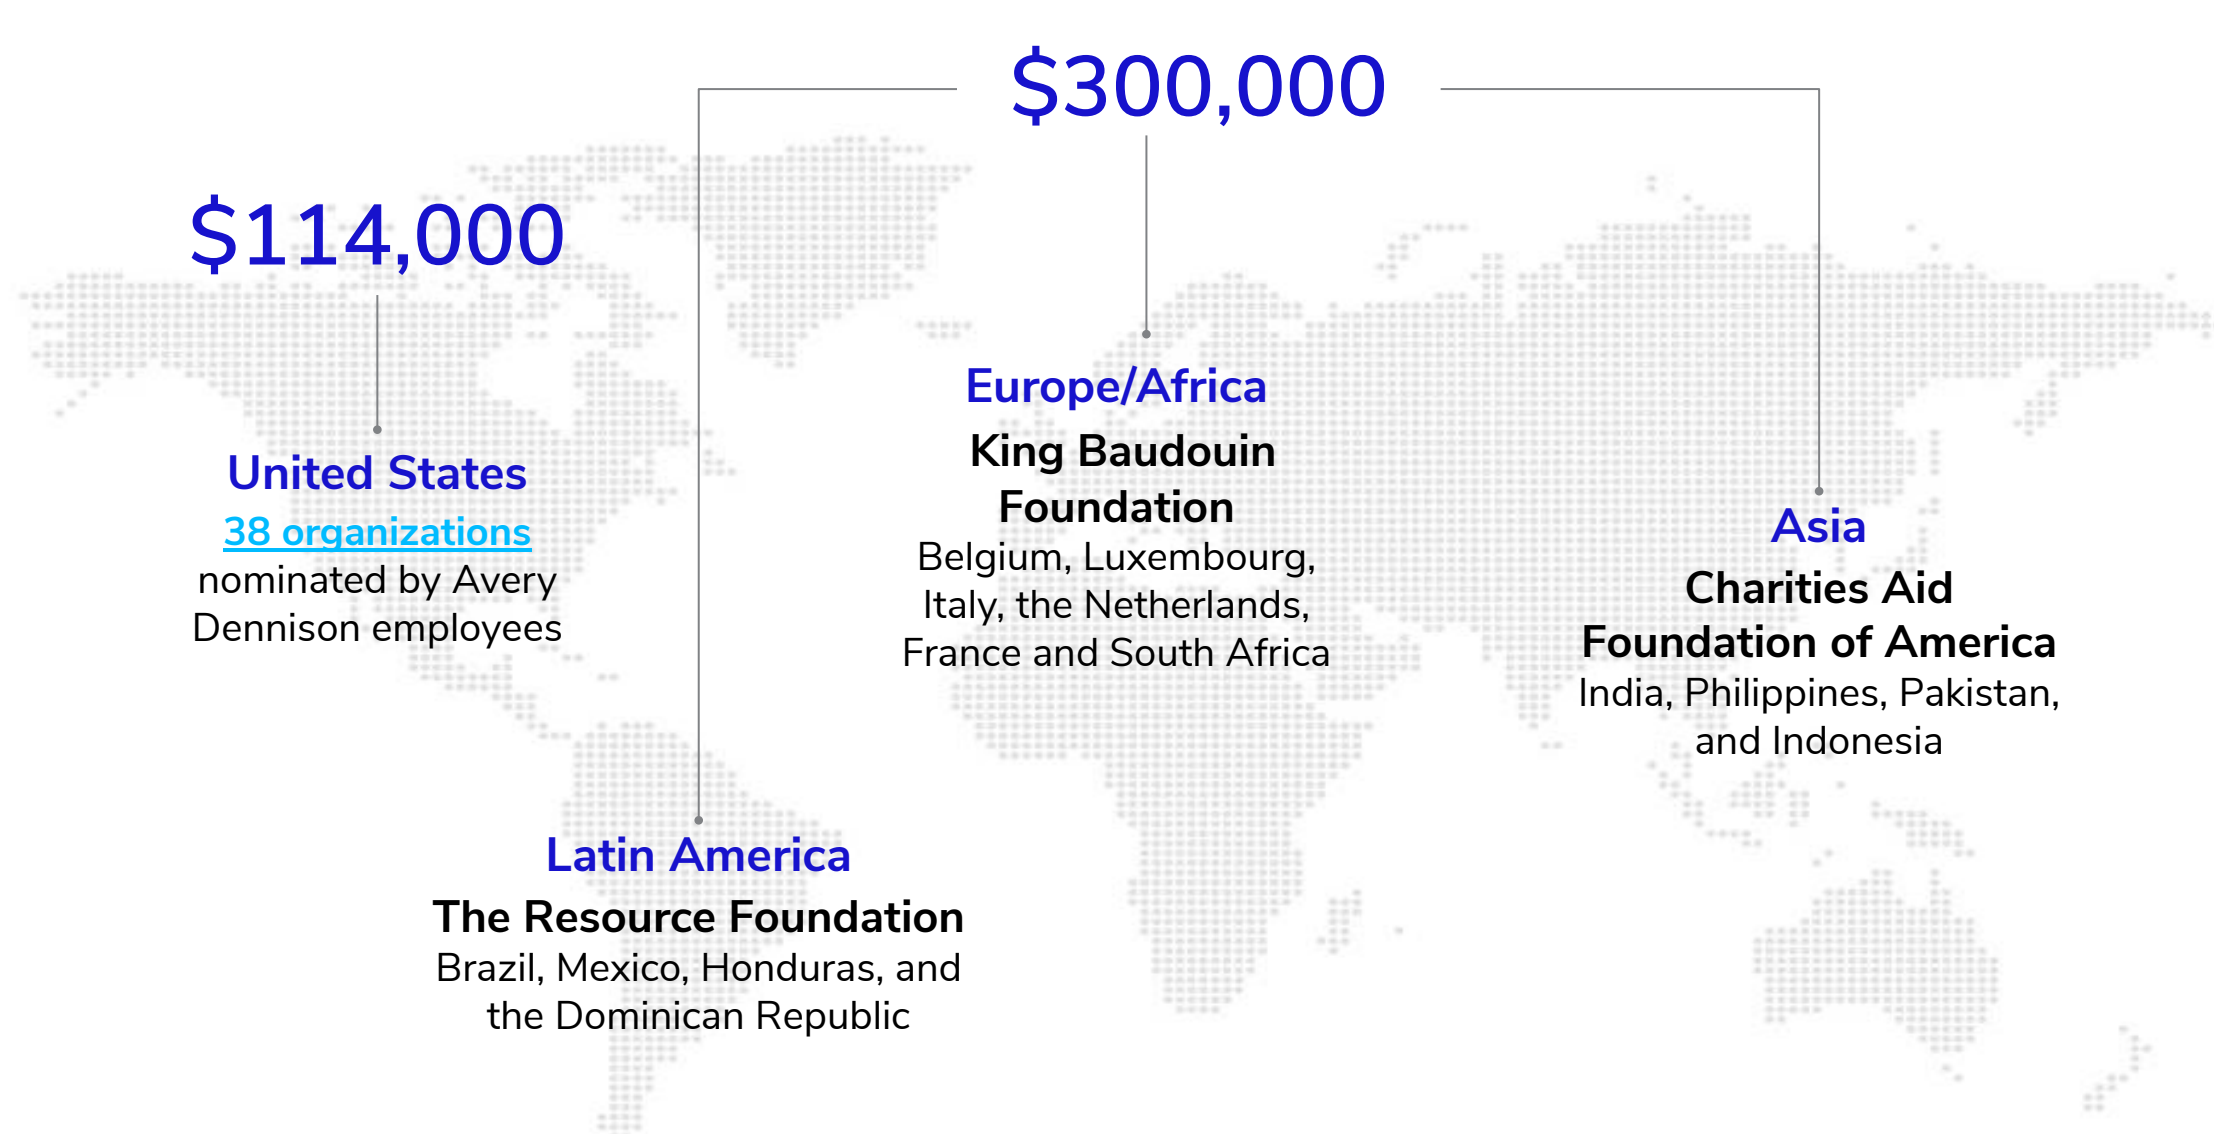 $300,000
$114,000
United States
38 organizations
nominated by Avery
Dennison employees
Europe/Africa
King Baudouin
Foundation
Belgium, Luxembourg,
Italy, the Netherlands,
France and South Africa
Asia
Charities Aid
Foundation of America
India, Philippines, Pakistan,
and Indonesia
Latin America
The Resource Foundation
Brazil, Mexico, Honduras, and
the Dominican Republic